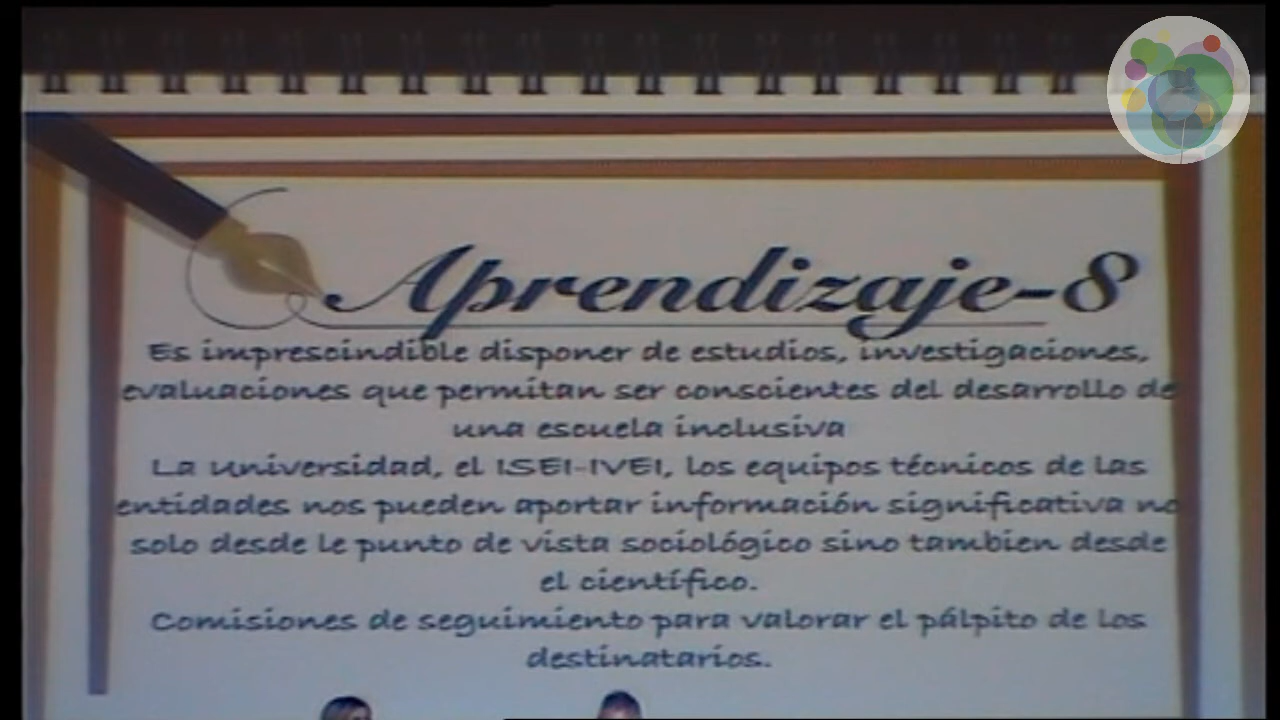 Aprendizaje-8
Es imprescindible disponer de estudios, investigaciones,
evaluaciones que permitan ser conscientes del desarrollo de
una escuela inclusiva
La universidad, el ISEI-IVEI, los equipos técnicos de las
entidades nos pueden aportar información significativa no
solo desde le punto de vista sociológico sino tambien desde
el científico.
Comisiones de seguimiento para valorar el pálpito de los
destinatarios.